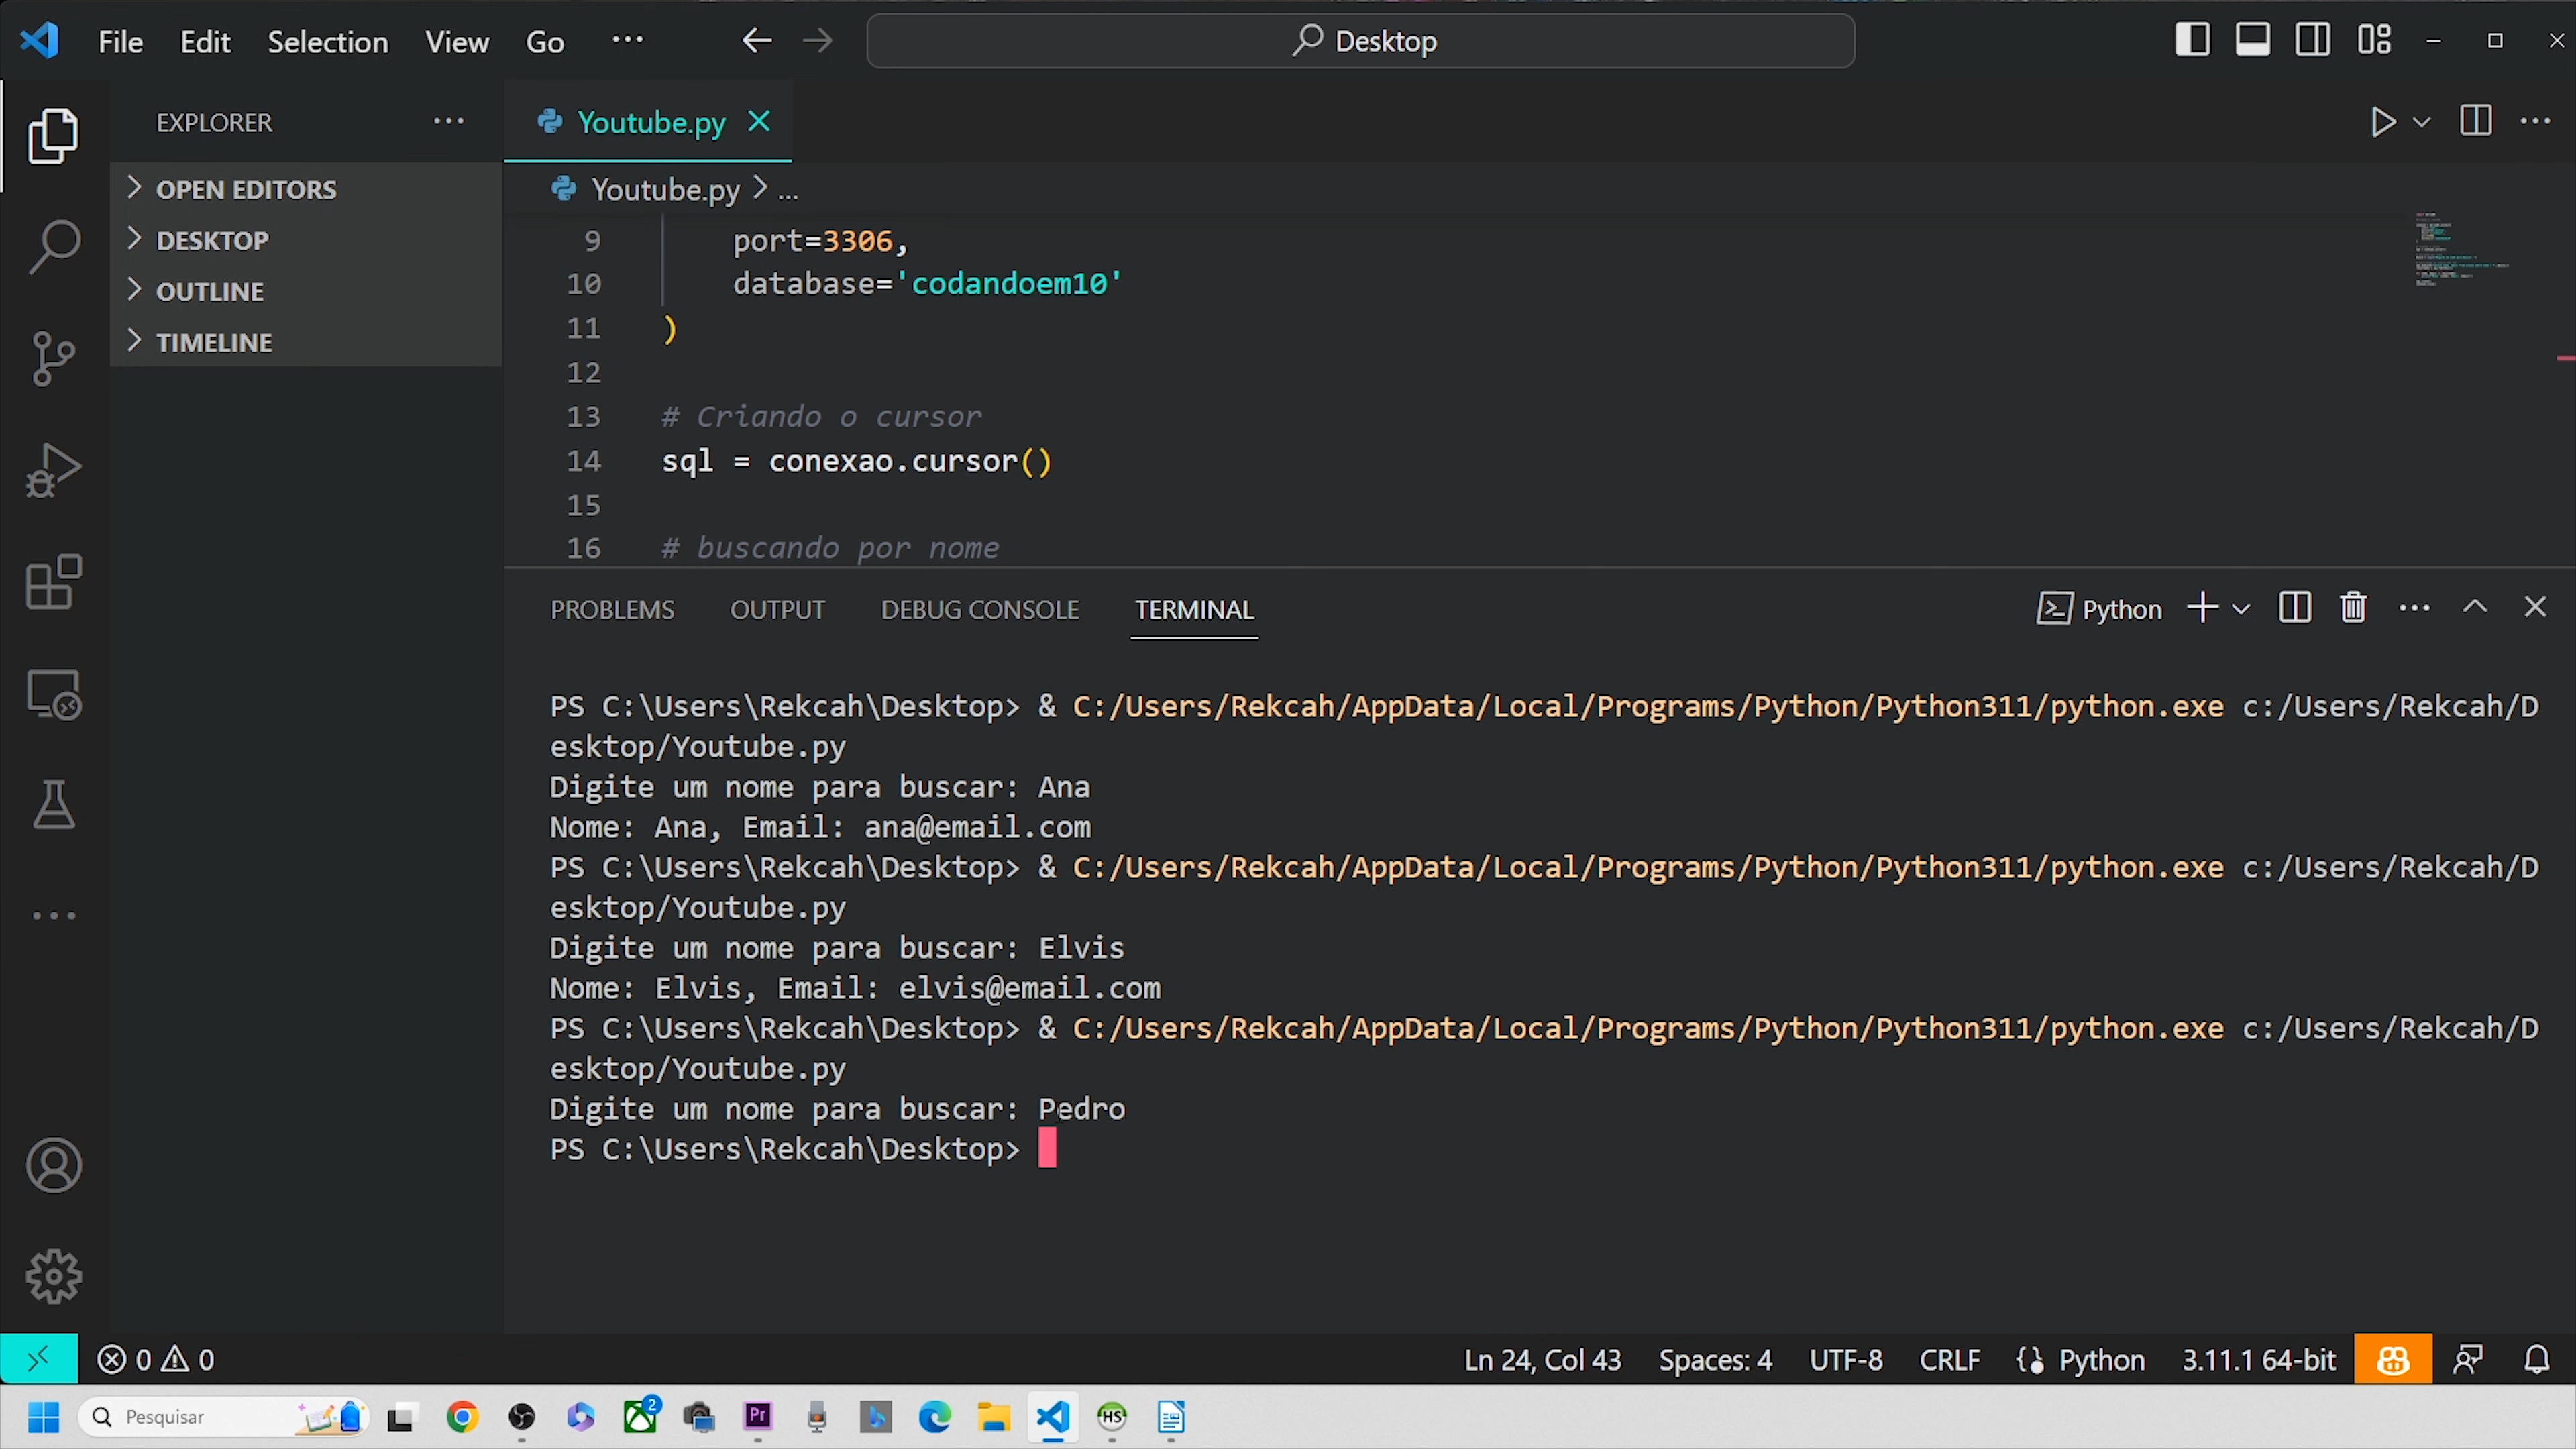 File Edit Selection View Go ... Desktop
EXPLORER ...
Youtube.py
OPEN EDITORS
DESKTOP
OUTLINE
TIMELINE
Youtube.py > ...
9 port=3306,
10 database='codandoem10'
11 )
12
13 # Criando o cursor
14 sql = conexao.cursor()
15
16 # buscando por nome
PROBLEMS OUTPUT DEBUG CONSOLE TERMINAL Python
PS C:\Users\Rekcah\Desktop> & C:/Users/Rekcah/AppData/Local/Programs/Python/Python311/python.exe c:/Users/Rekcah/D
esktop/Youtube.py
Digite um nome para buscar: Ana
Nome: Ana, Email: ana@email.com
PS C:\Users\Rekcah\Desktop> & C:/Users/Rekcah/AppData/Local/Programs/Python/Python311/python.exe c:/Users/Rekcah/D
esktop/Youtube.py
Digite um nome para buscar: Elvis
Nome: Elvis, Email: elvis@email.com
PS C:\Users\Rekcah\Desktop> & C:/Users/Rekcah/AppData/Local/Programs/Python/Python311/python.exe c:/Users/Rekcah/D
esktop/Youtube.py
Digite um nome para buscar: Pedro
PS C:\Users\Rekcah\Desktop>
0 0 Ln 24, Col 43 Spaces: 4 UTF-8 CRLF Python 3.11.1 64-bit
Pesquisar 2 Pr HS